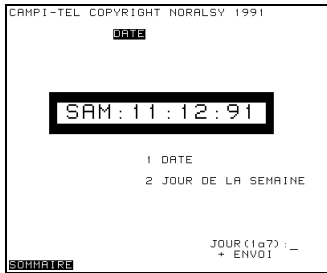 CAMPI-TEL COPYRIGHT NORALSY 1991
DATE
SAM:11:12:91
1 DATE
2 JOUR DE LA SEMAINE
JOUR(1a7):_
+ ENVOI
SOMMAIRE